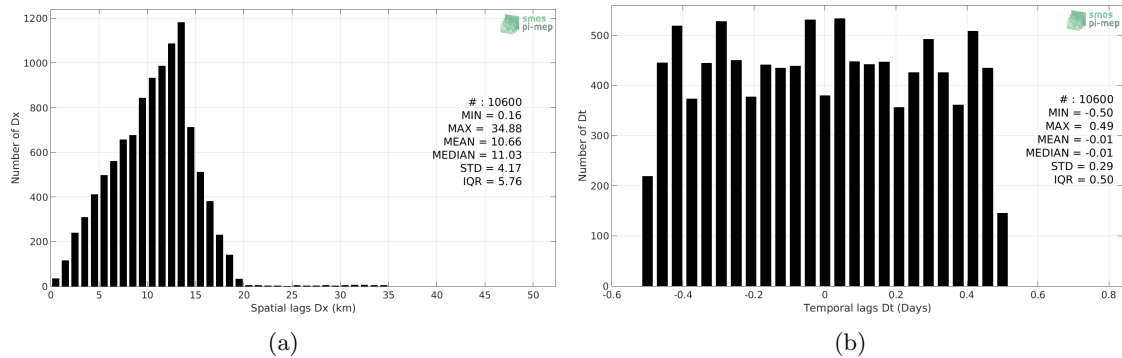 1200
1000
800
600
400
200
0
0 5 10 15 20 25 30 35 40 45 50
Number of Dx
Spatial lags Dx (km)
smos
pi-mep
# : 10600
MIN = 0.16
MAX = 34.88
MEAN = 10.66
MEDIAN = 11.03
STD = 4.17
IQR = 5.76
(a)
500
400
300
200
100
0
-0.6 -0.4 -0.2 0 0.2 0.4 0.6 0.8
Number of Dt
Temporal lags Dt (Days)
smos
pi-mep
# : 10600
MIN = -0.50
MAX = 0.49
MEAN = -0.01
MEDIAN = -0.01
STD = 0.29
IQR = 0.50
(b)